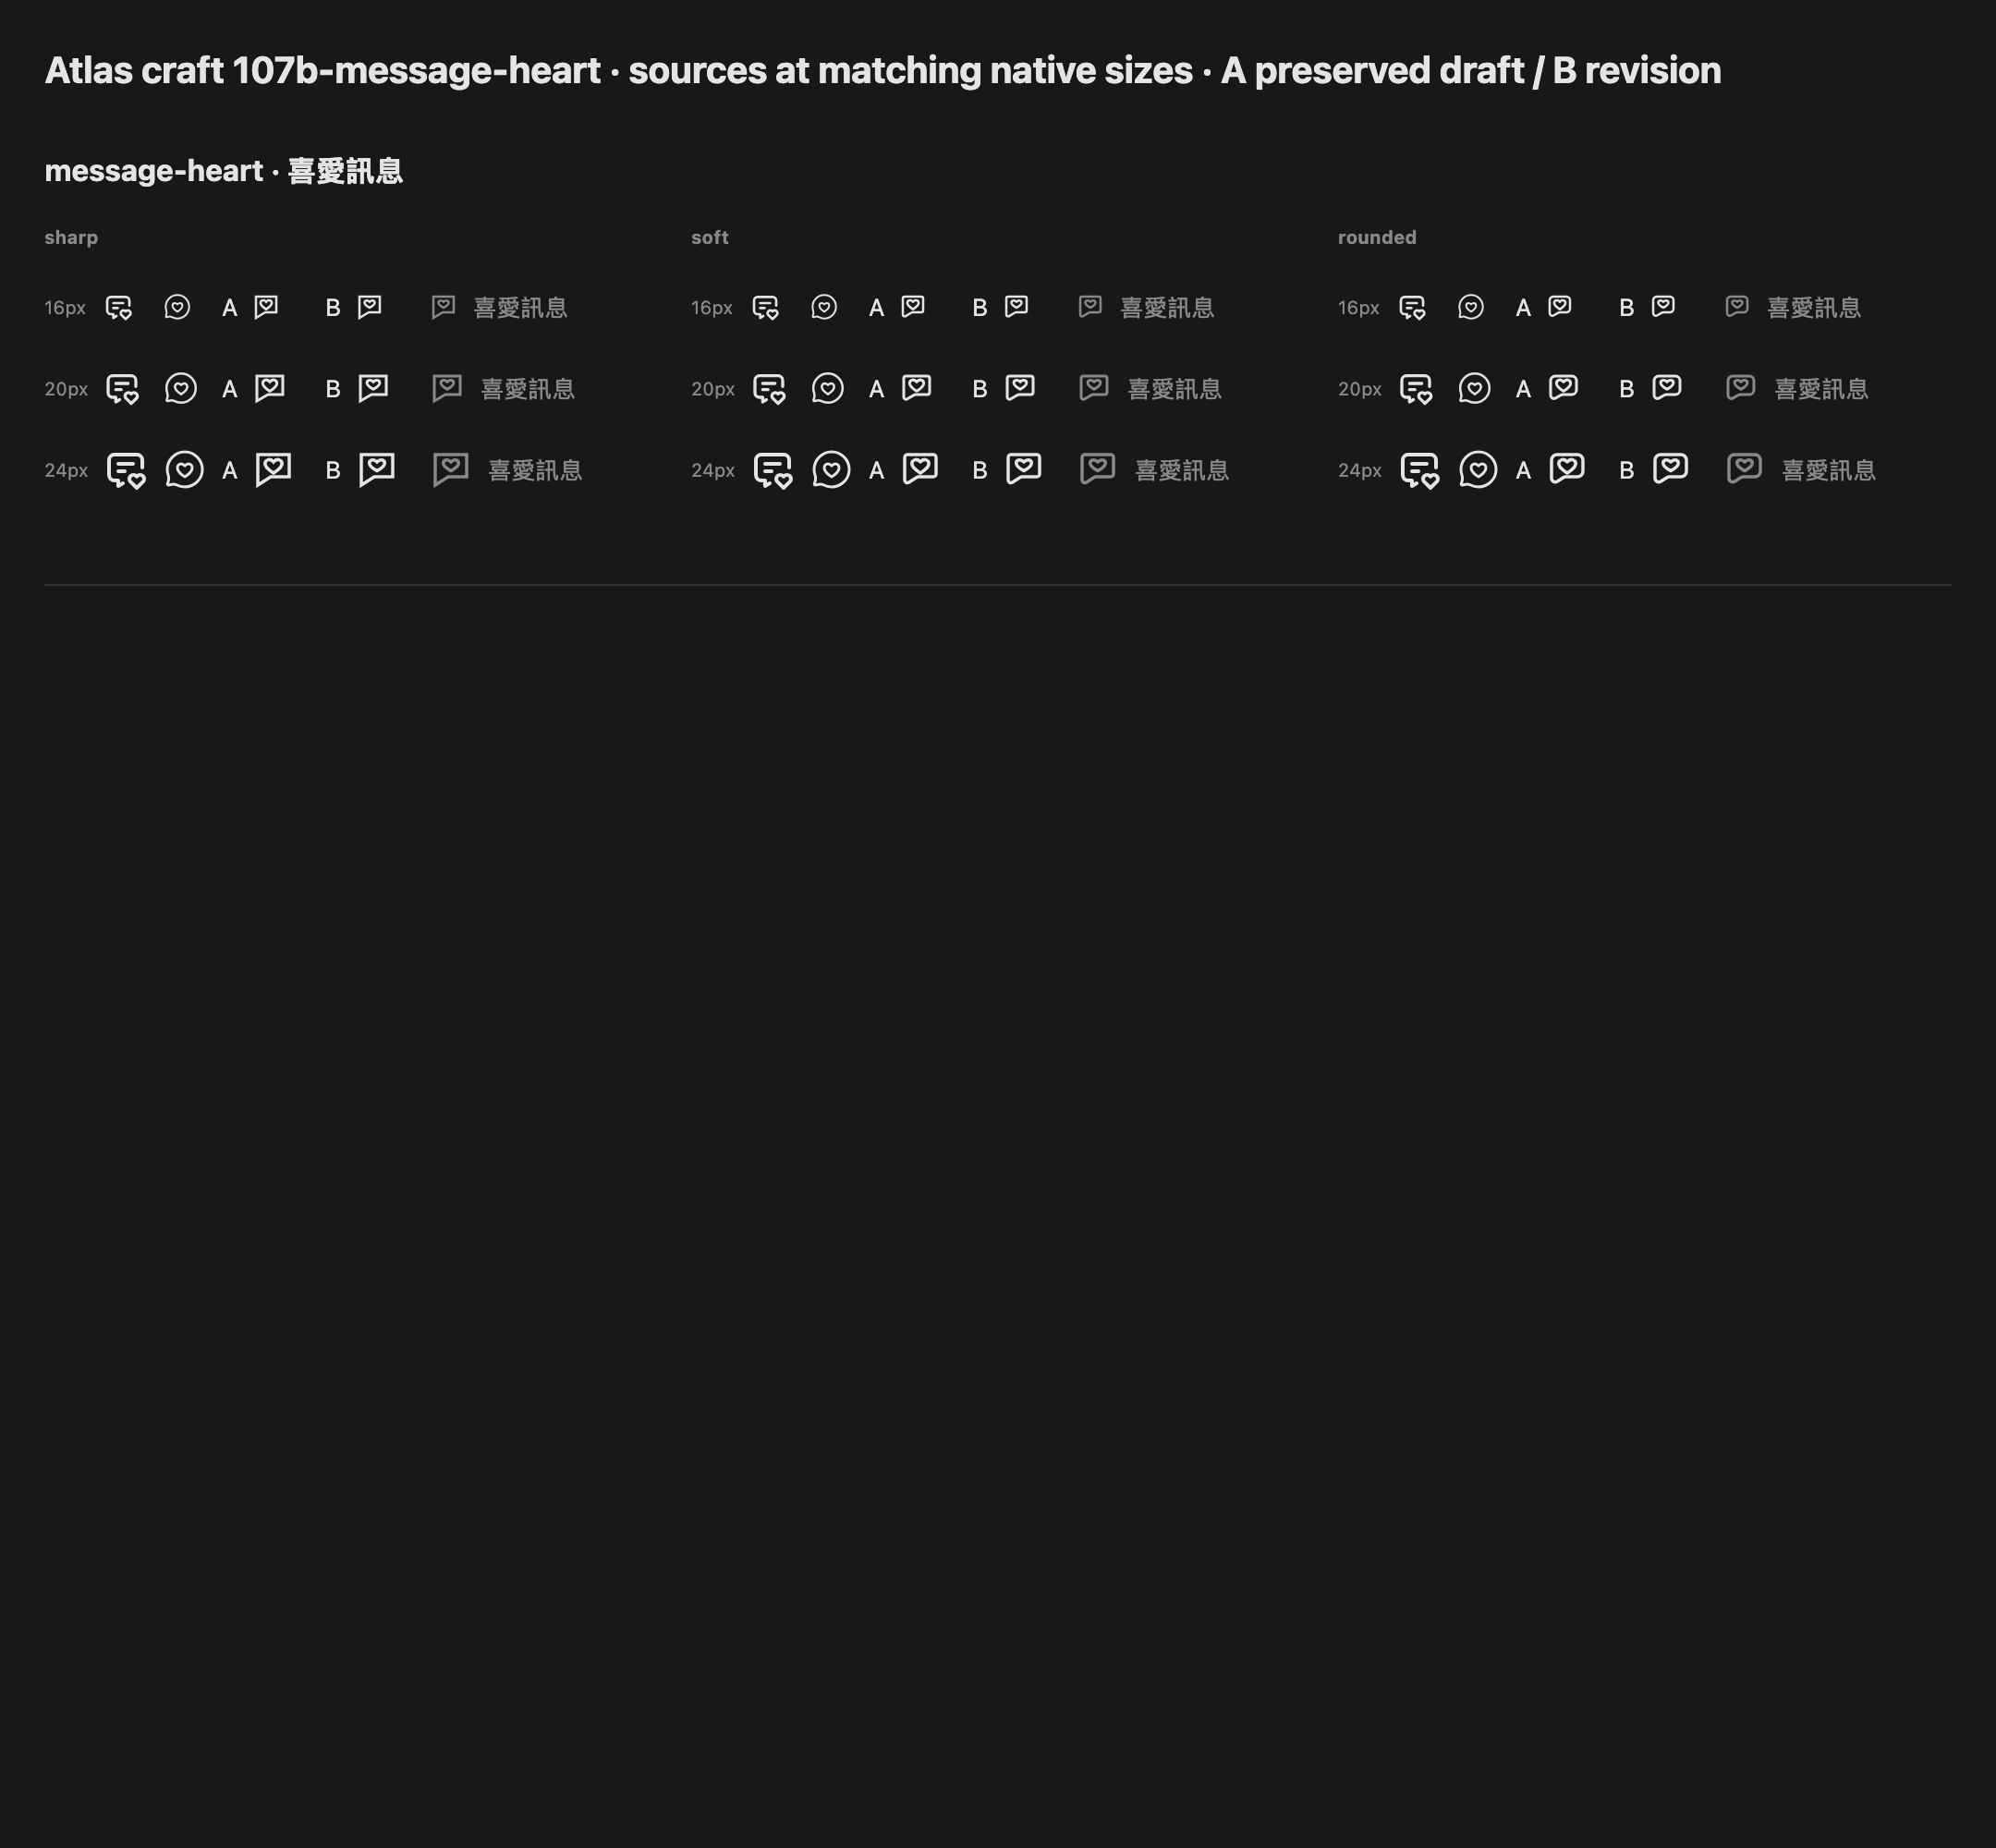 Atlas craft 107b-message-heart · sources at matching native sizes · A preserved draft / B revision
message-heart · 喜愛訊息
sharp soft rounded
16px A B 喜愛訊息 16px A B 喜愛訊息 16px A B 喜愛訊息
20px A B 喜愛訊息 20px A B 喜愛訊息 20px A B 喜愛訊息
24px A B 喜愛訊息 24px A B 喜愛訊息 24px A B 喜愛訊息